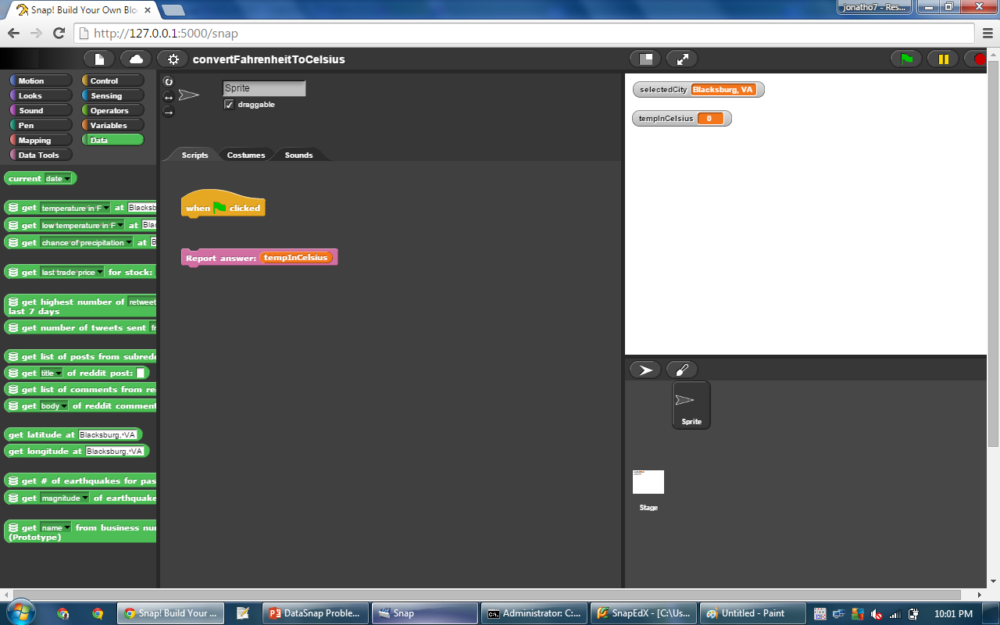 Snap! Build Your Own Blo
jonatho7 - Res...
http://127.0.0.1:5000/snap
convertFahrenheitToCelsius
Motion
Control
Looks
Sensing
Sound
Operators
Pen
Variables
Mapping
Data
Data Tools
Sprite
draggable
Scripts
Costumes
Sounds
current date
get temperature in F at Blacksb
get low temperature in F at Blac
get chance of precipitation at B
get last trade price for stock:
get highest number of retweet
last 7 days
get number of tweets sent fr
get list of posts from subredd
get title of reddit post:
get list of comments from re
get body of reddit comment
get latitude at Blacksburg,•VA
get longitude at Blacksburg,•VA
get # of earthquakes for pas
get magnitude of earthquake
get name from business nu
(Prototype)
when clicked
Report answer: tempInCelsius
selectedCity Blacksburg, VA
tempInCelsius 0
Sprite
Stage
Snap! Build Your ...
DataSnap Proble...
Snap
Administrator: C:...
SnapEdX - [C:\Us...
Untitled - Paint
10:01 PM